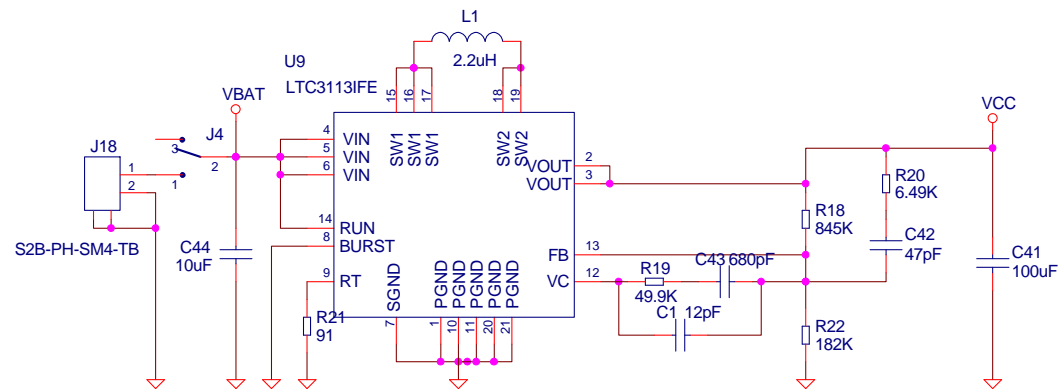 L1
2.2uH
U9
LTC3113IFE
15
16
17
18
19
VBAT
VCC
J4
J18
3
2
1
1
2
S2B-PH-SM4-TB
C44
10uF
4
5
6
14
8
9
VIN
VIN
VIN
RUN
BURST
RT
SW1
SW1
SW1
SW2
SW2
VOUT
VOUT
FB
VC
2
3
13
12
SGND
PGND
PGND
PGND
PGND
PGND
7
1
10
11
20
21
R21
91
R19
49.9K
C43 680pF
C1 12pF
R18
845K
R22
182K
R20
6.49K
C42
47pF
C41
100uF